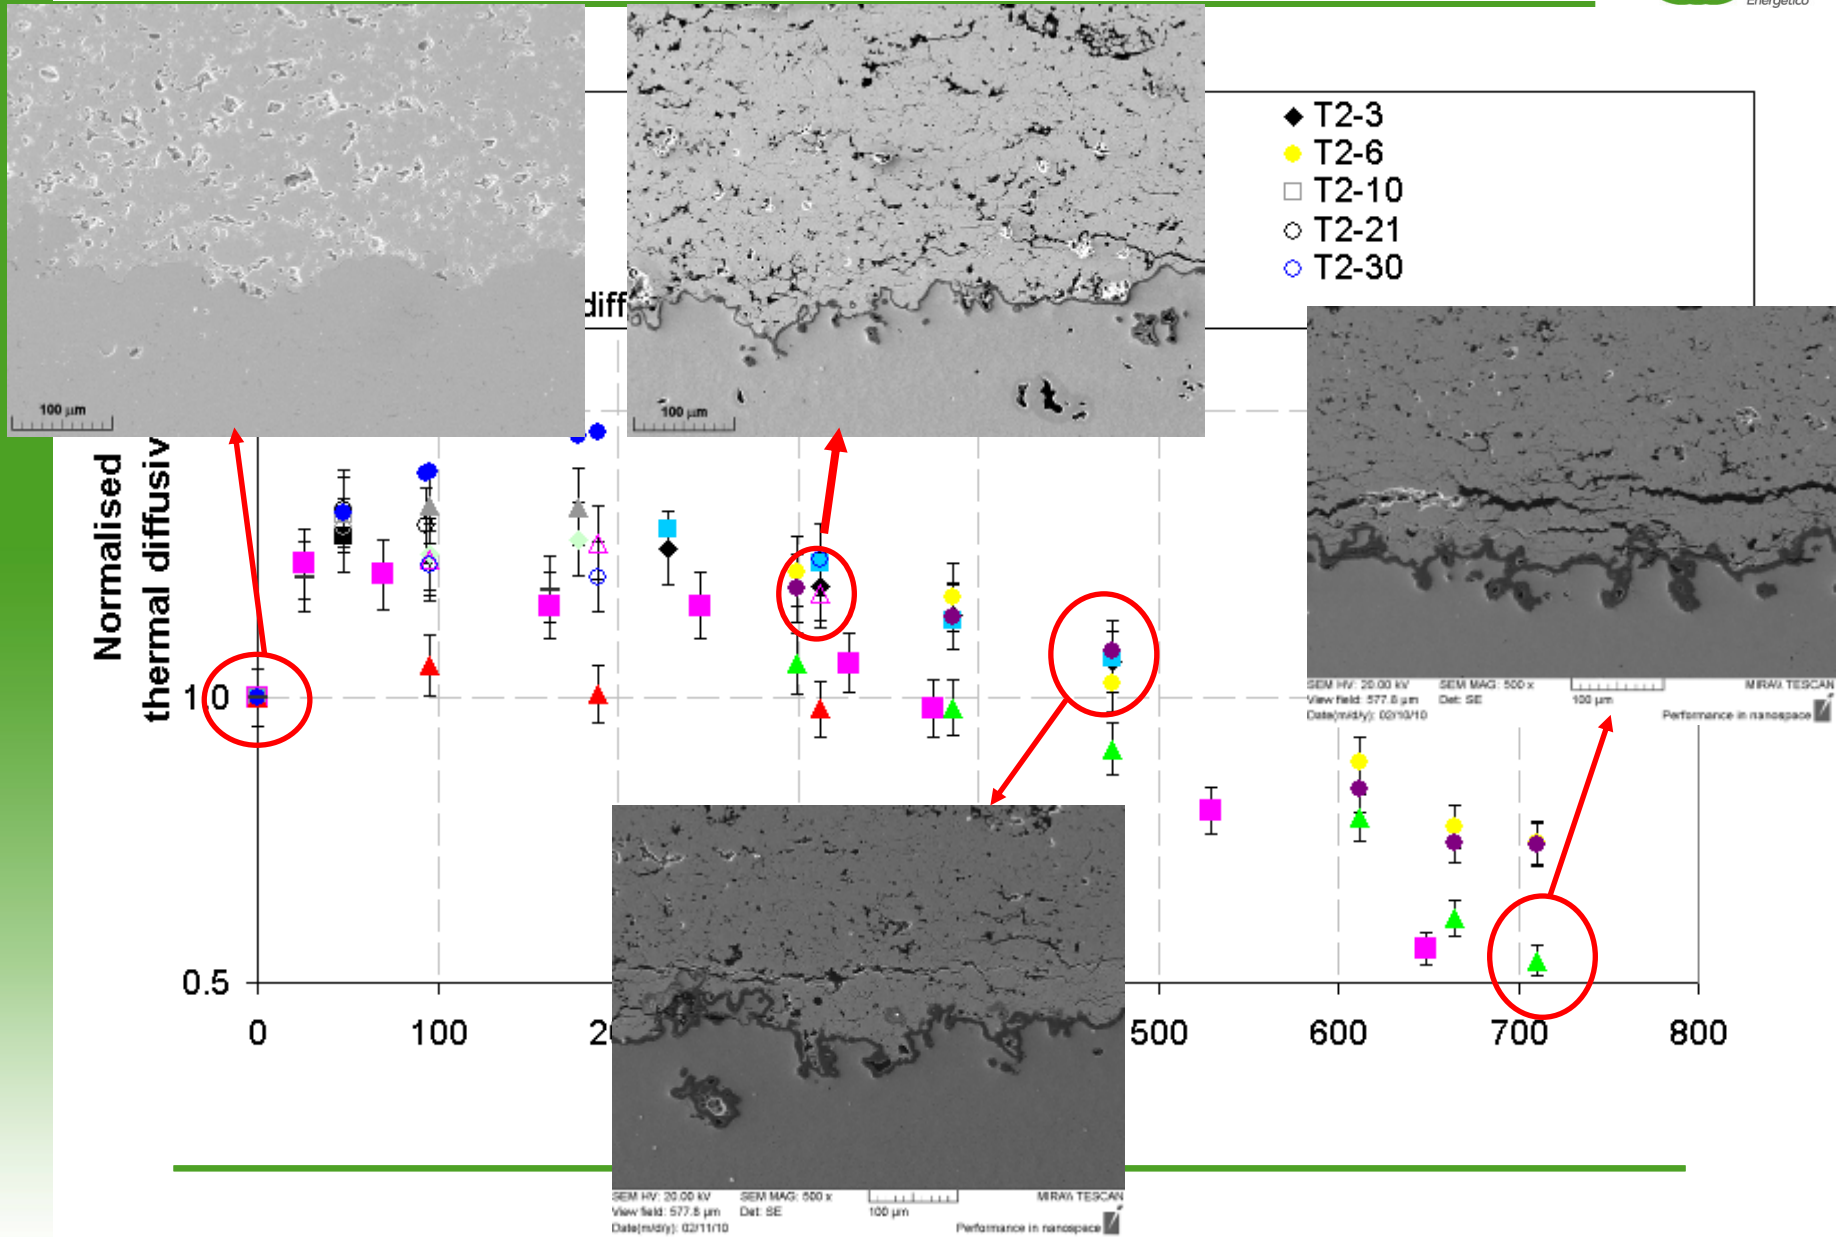 Energetico
T2-3
T2-6
T2-10
T2-21
T2-30
diff
100 µm
100 µm
Normalised
thermal diffusiv
1.0
0.5
SEM HV: 20.00 kV SEM MAG: 500 x MIRA\\ TESCAN
View field: 577.8 µm Det: SE 100 µm
Date(m/d/y): 02/10/10 Performance in nanospace
0 100 2 500 600 700 800
SEM HV: 20.00 kV SEM MAG: 500 x MIRA\\ TESCAN
View field: 577.8 µm Det: SE 100 µm
Date(m/d/y): 02/11/10 Performance in nanospace